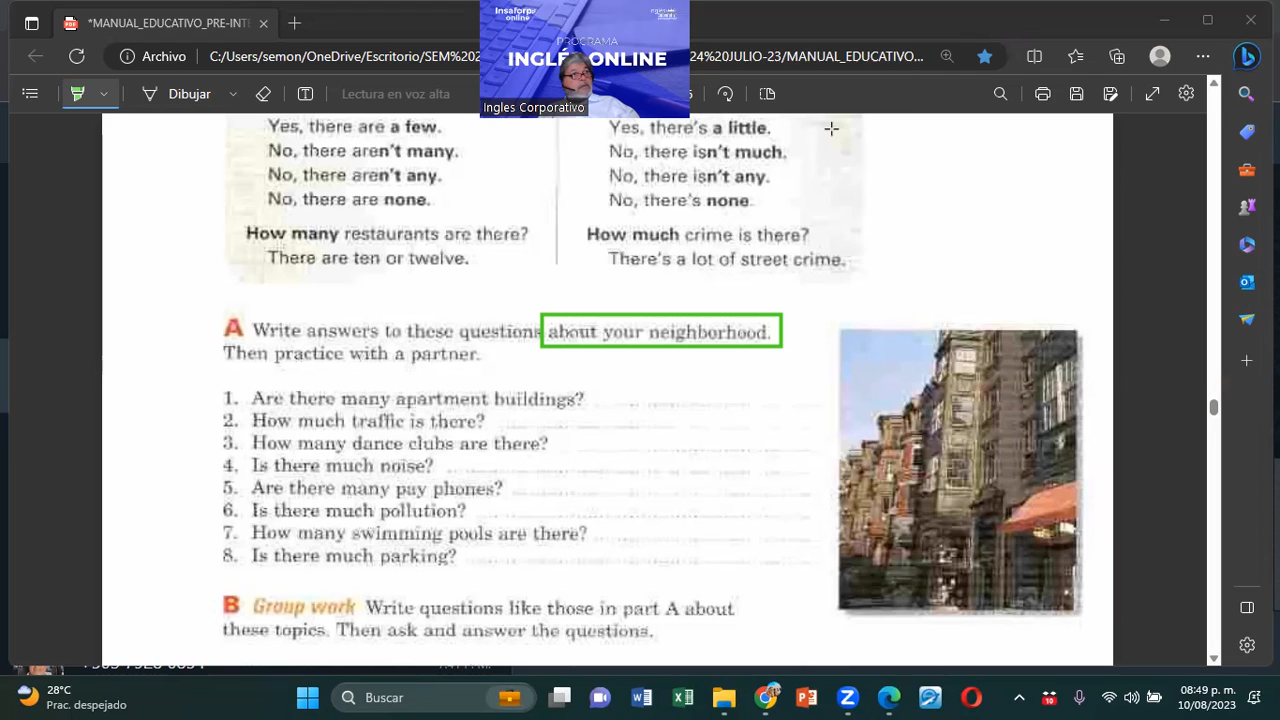 *MANUAL_EDUCATIVO_PRE-INT
Insaforp
online
PROGRAMA
INGLÉS ONLINE
Ingles Corporativo
Archivo
C:/Users/semon/OneDrive/Escritorio/SEM%2
24%20JULIO-23/MANUAL_EDUCATIVO...
Dibujar
Lectura en voz alta
Yes, there are a few.
No, there aren't many.
No, there aren't any.
No, there are none.
How many restaurants are there?
There are ten or twelve.
Yes, there's a little.
No, there isn't much.
No, there isn't any.
No, there's none.
How much crime is there?
There's a lot of street crime.
A Write answers to these questions about your neighborhood.
Then practice with a partner.
1. Are there many apartment buildings?
2. How much traffic is there?
3. How many dance clubs are there?
4. Is there much noise?
5. Are there many pay phones?
6. Is there much pollution?
7. How many swimming pools are there?
8. Is there much parking?
B Group work Write questions like those in part A about
these topics. Then ask and answer the questions.
28°C
Prac. despejado
Buscar
10
08:49 p. m.
10/08/2023